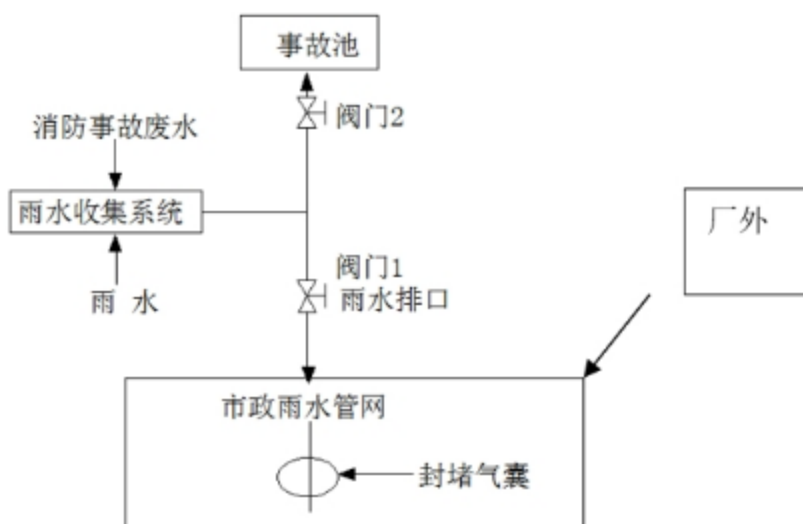 事故池
阀门2
消防事故废水
雨水收集系统
厂外
阀门1
雨 水
雨水排口
市政雨水管网
封堵气囊